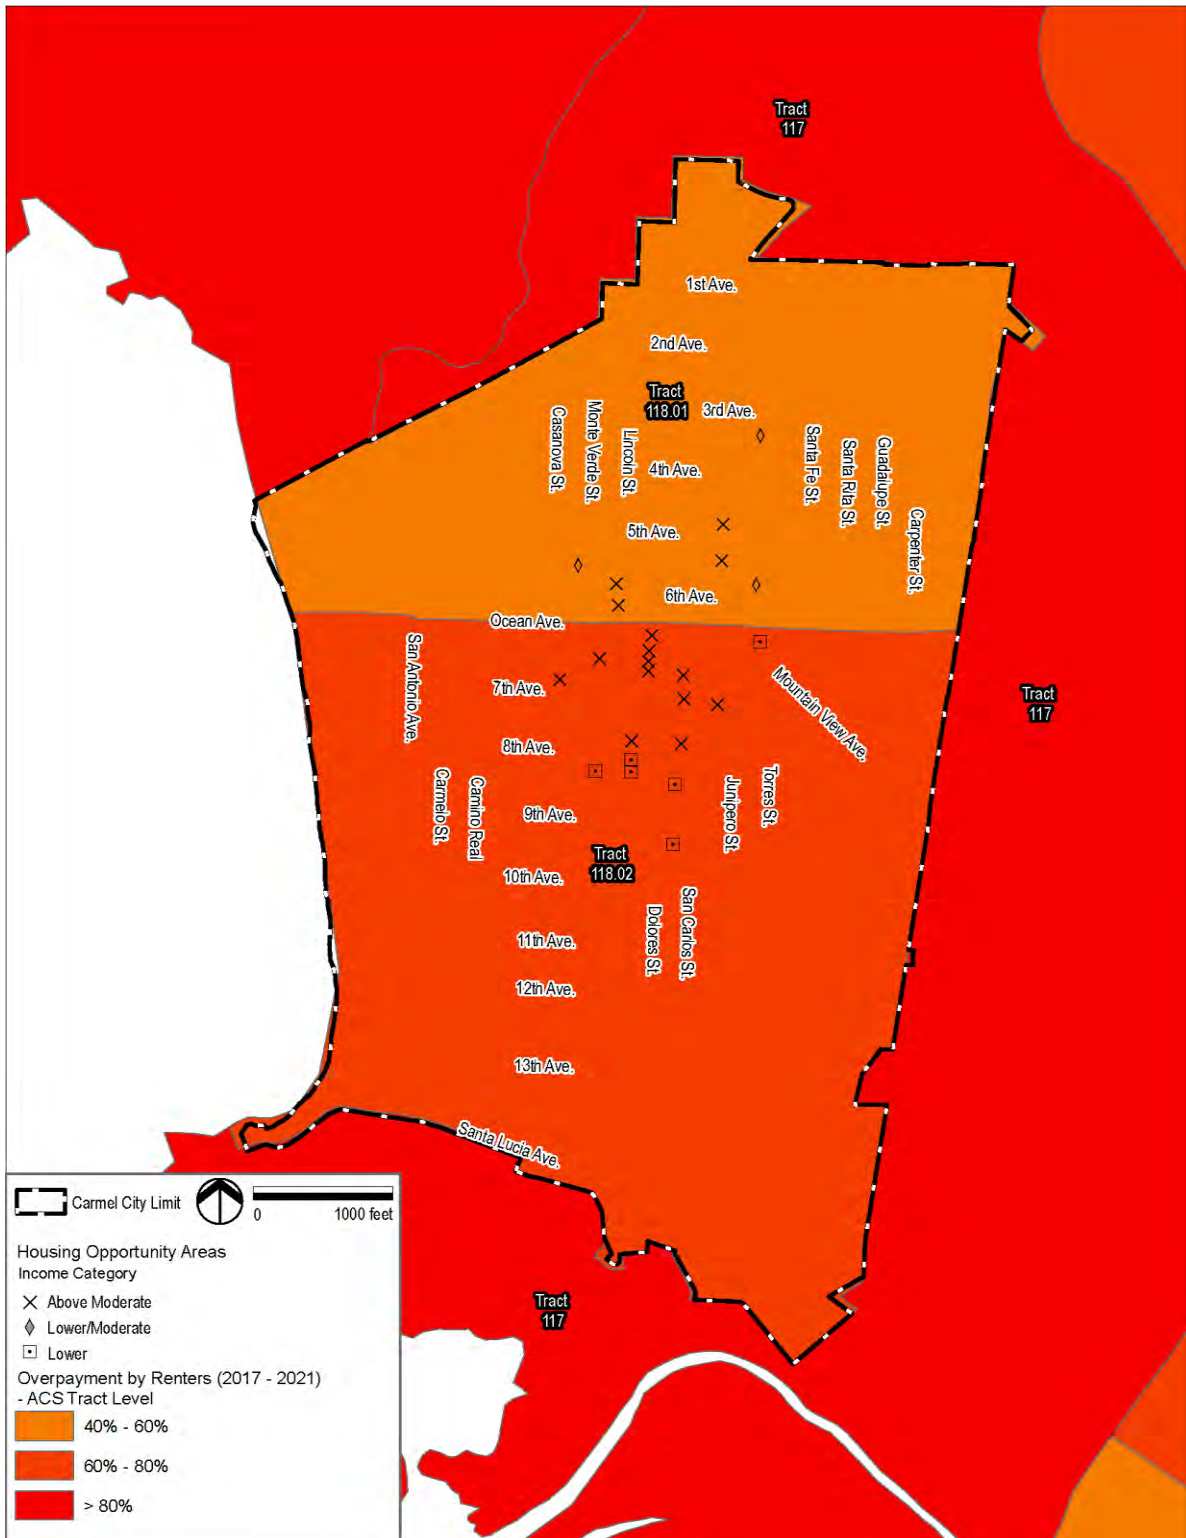 Tract
117
1st Ave.
2nd Ave.
Tract
118.01
3rd Ave.
Casanova St.
Monte Verde St.
Lincoln St.
4th Ave.
Santa Fe St.
Santa Rita St.
Guadalupe St.
Carpenter St.
5th Ave.
6th Ave.
Ocean Ave.
San Antonio Ave.
7th Ave.
Mountain View Ave.
Tract
117
8th Ave.
Carmelo St.
Camino Real
9th Ave.
Junipero St.
Torres St.
Tract
118.02
10th Ave.
Dolores St.
San Carlos St.
11th Ave.
12th Ave.
13th Ave.
Santa Lucia Ave.
Carmel City Limit
0 1000 feet
Housing Opportunity Areas
Income Category
Above Moderate
Lower/Moderate
Lower
Overpayment by Renters (2017 - 2021)
- ACS Tract Level
40% - 60%
60% - 80%
> 80%
Tract
117